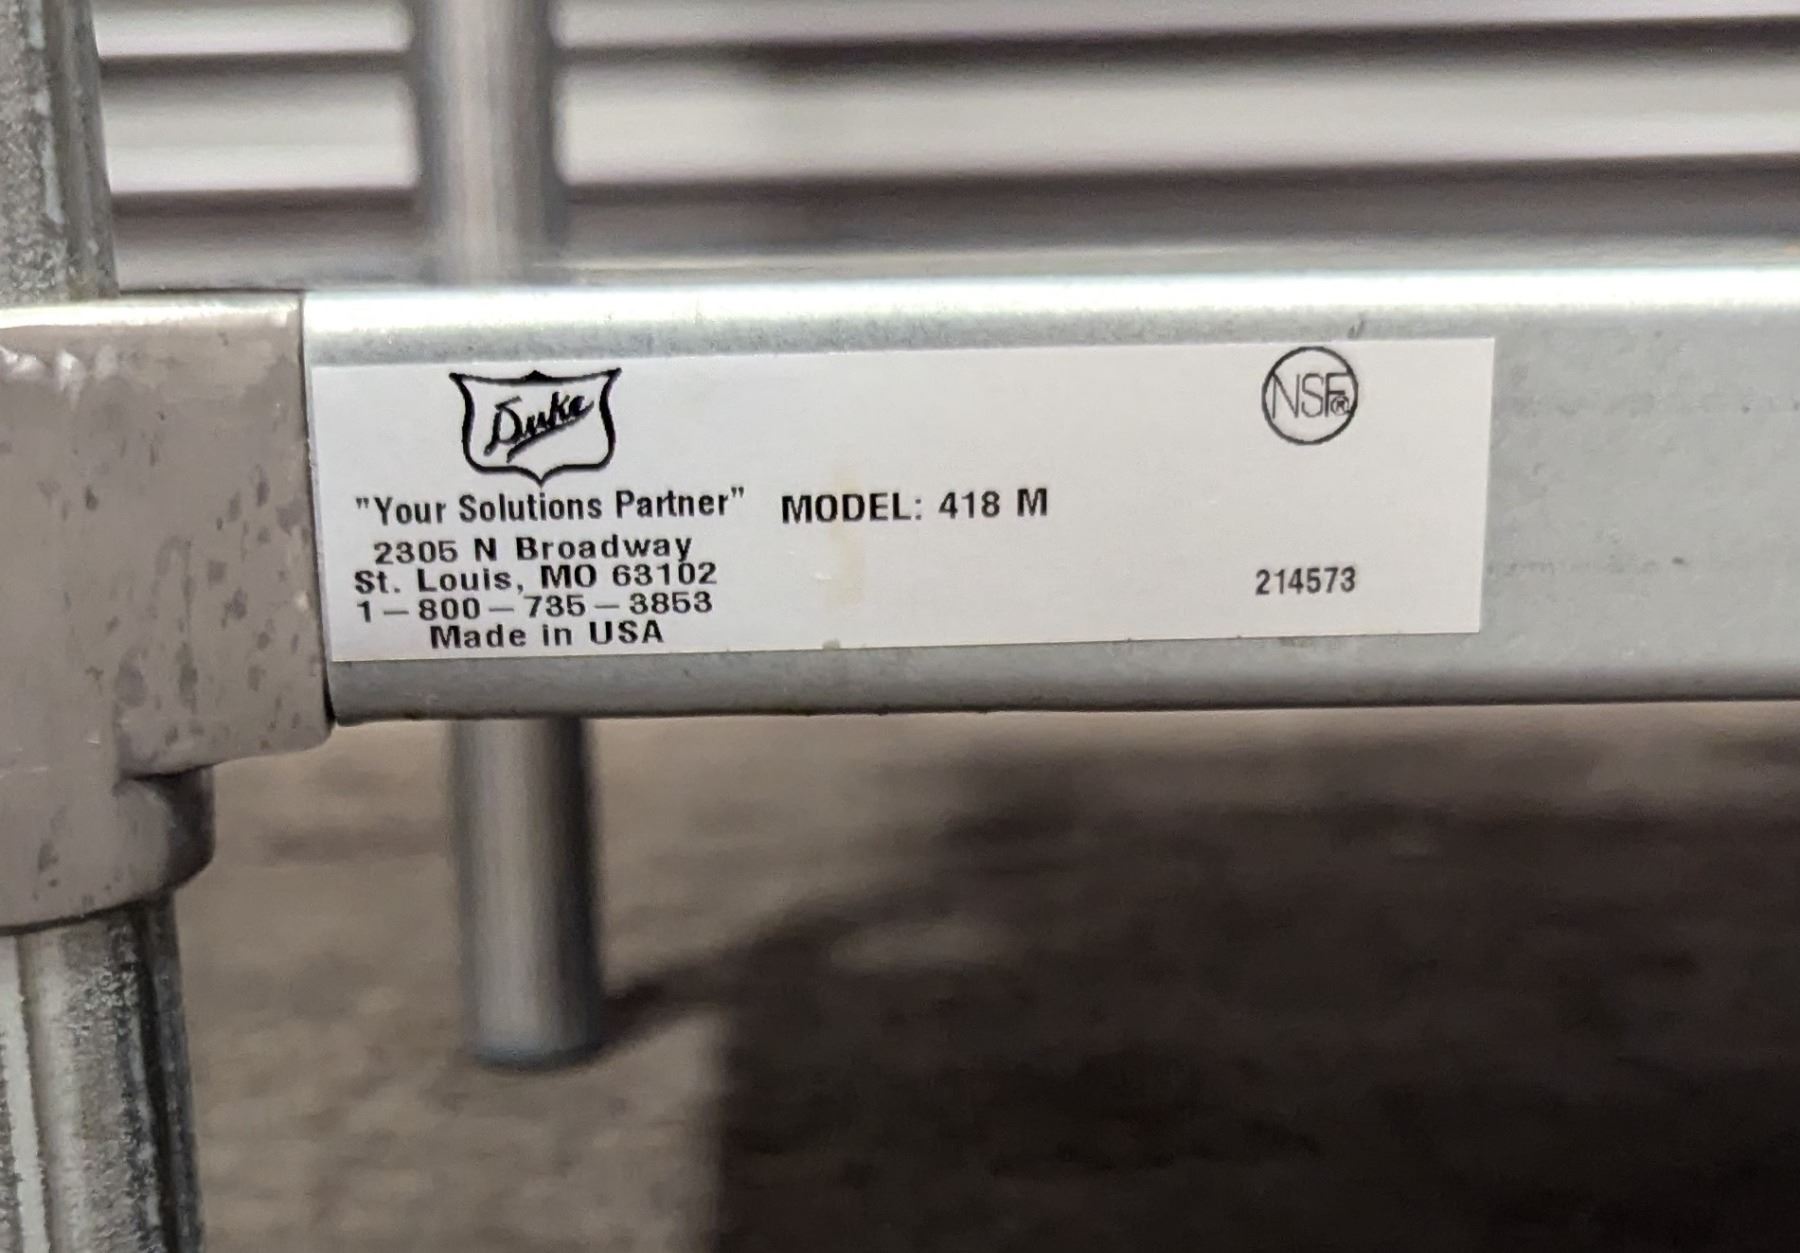 Duke
NSF®
"Your Solutions Partner" MODEL: 418 M
2305 N Broadway
St. Louis, MO 63102
1-800-735-3853
214573
Made in USA